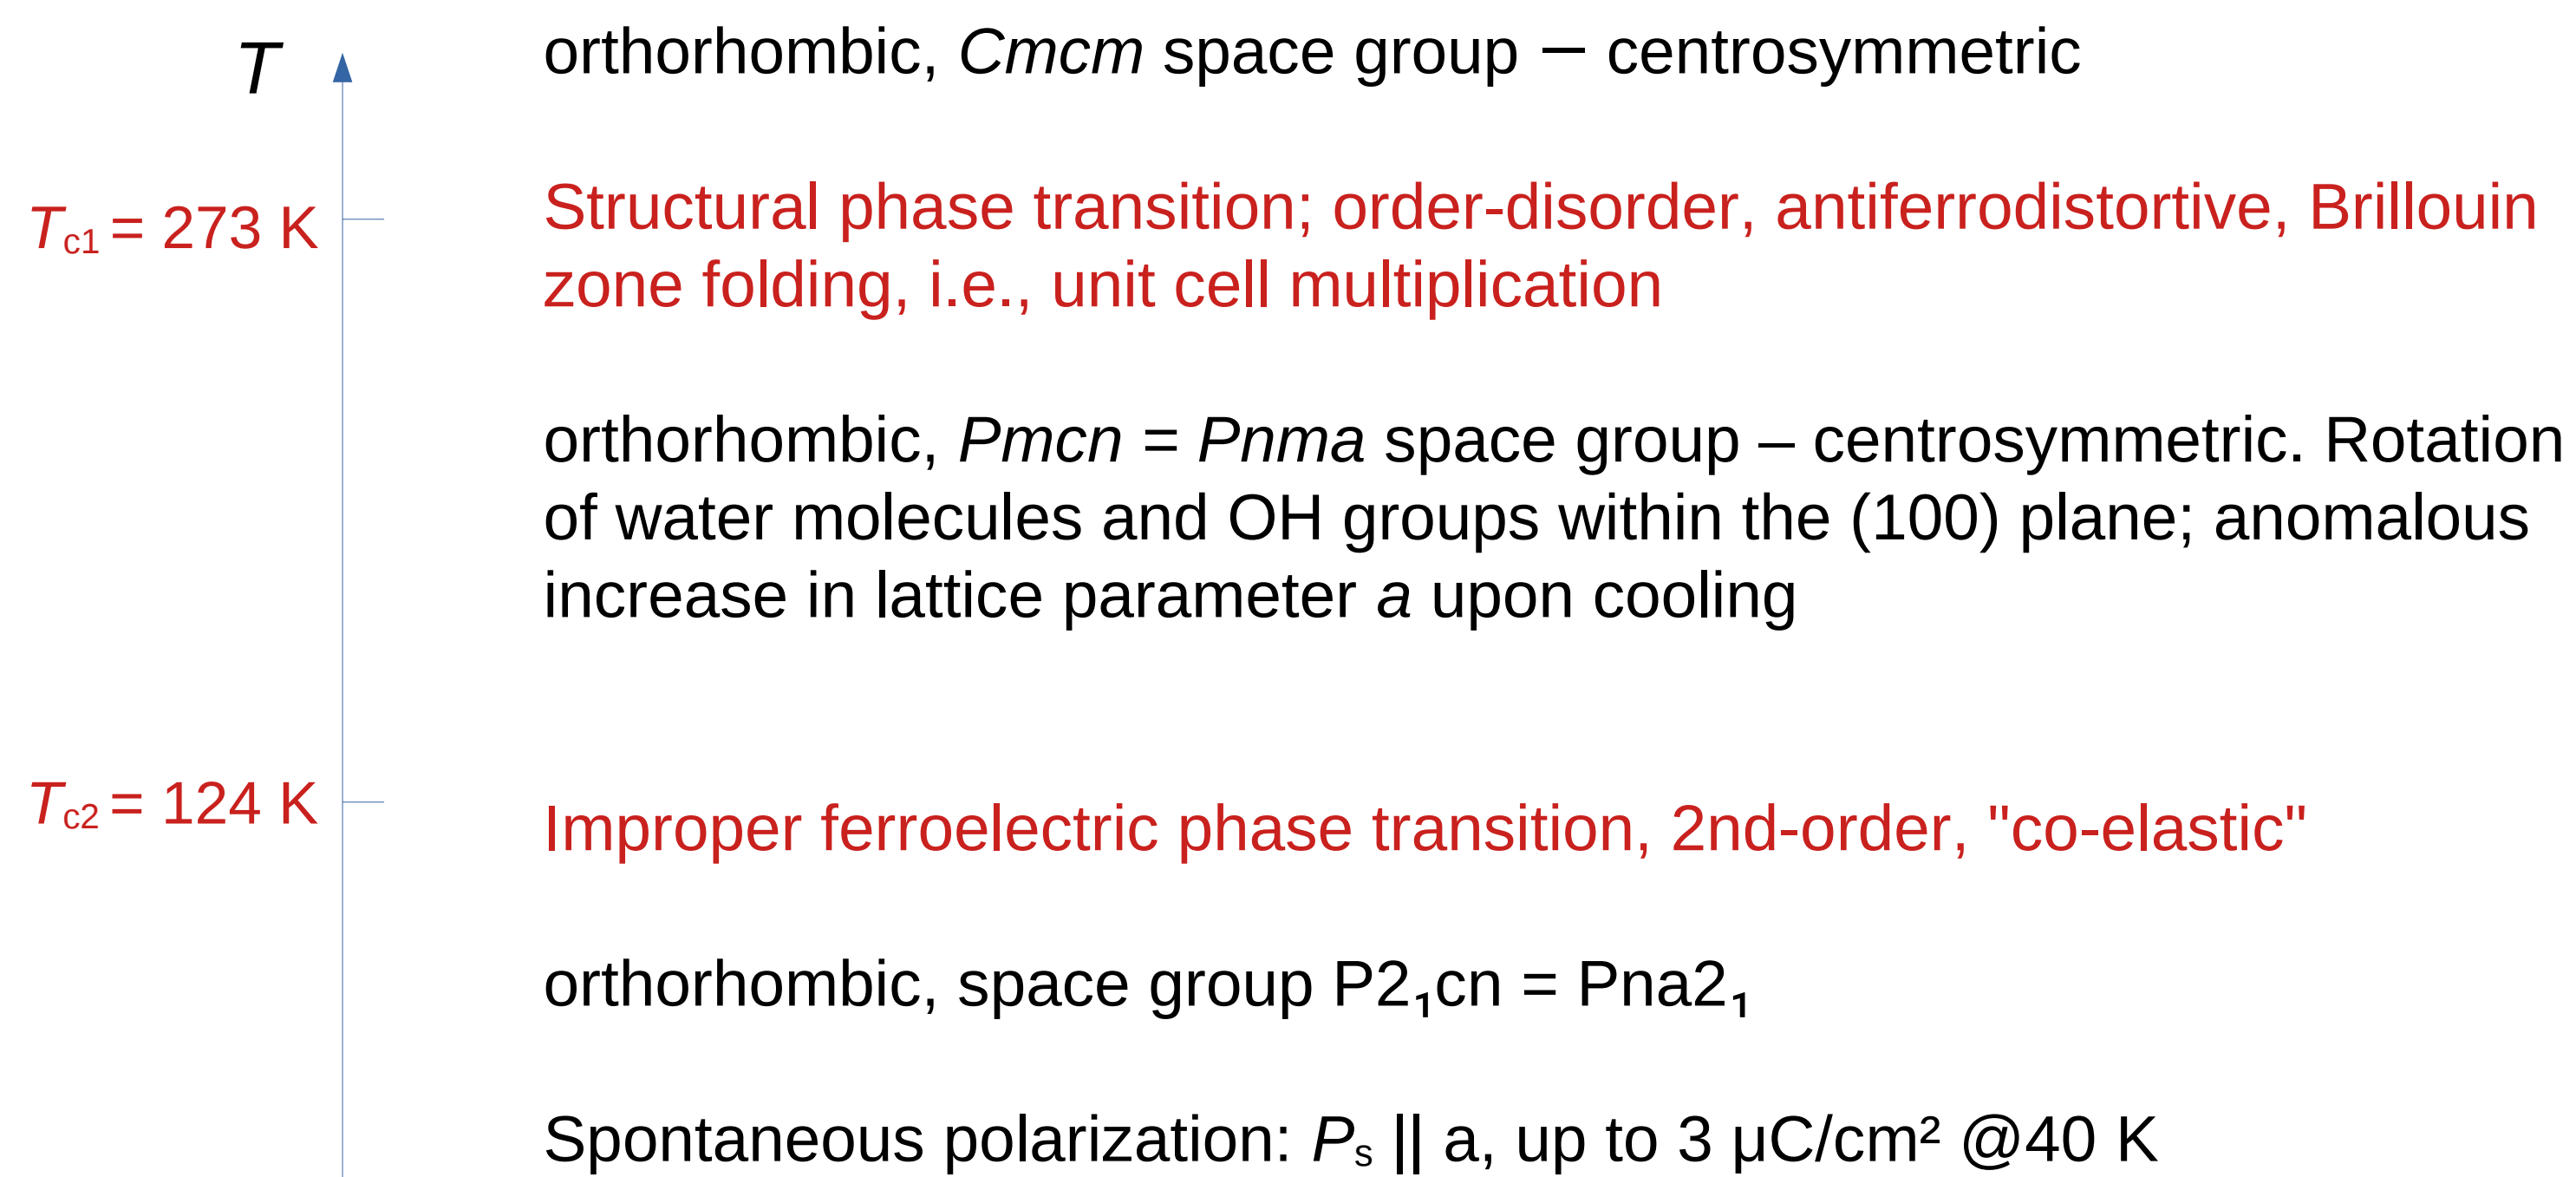 T
orthorhombic, Cmcm space group − centrosymmetric
Tc1 = 273 K
Structural phase transition; order-disorder, antiferrodistortive, Brillouin
zone folding, i.e., unit cell multiplication
orthorhombic, Pmcn = Pnma space group – centrosymmetric. Rotation
of water molecules and OH groups within the (100) plane; anomalous
increase in lattice parameter a upon cooling
Tc2 = 124 K
Improper ferroelectric phase transition, 2nd-order, "co-elastic"
orthorhombic, space group P2₁cn = Pna2₁
Spontaneous polarization: Ps || a, up to 3 μC/cm² @40 K